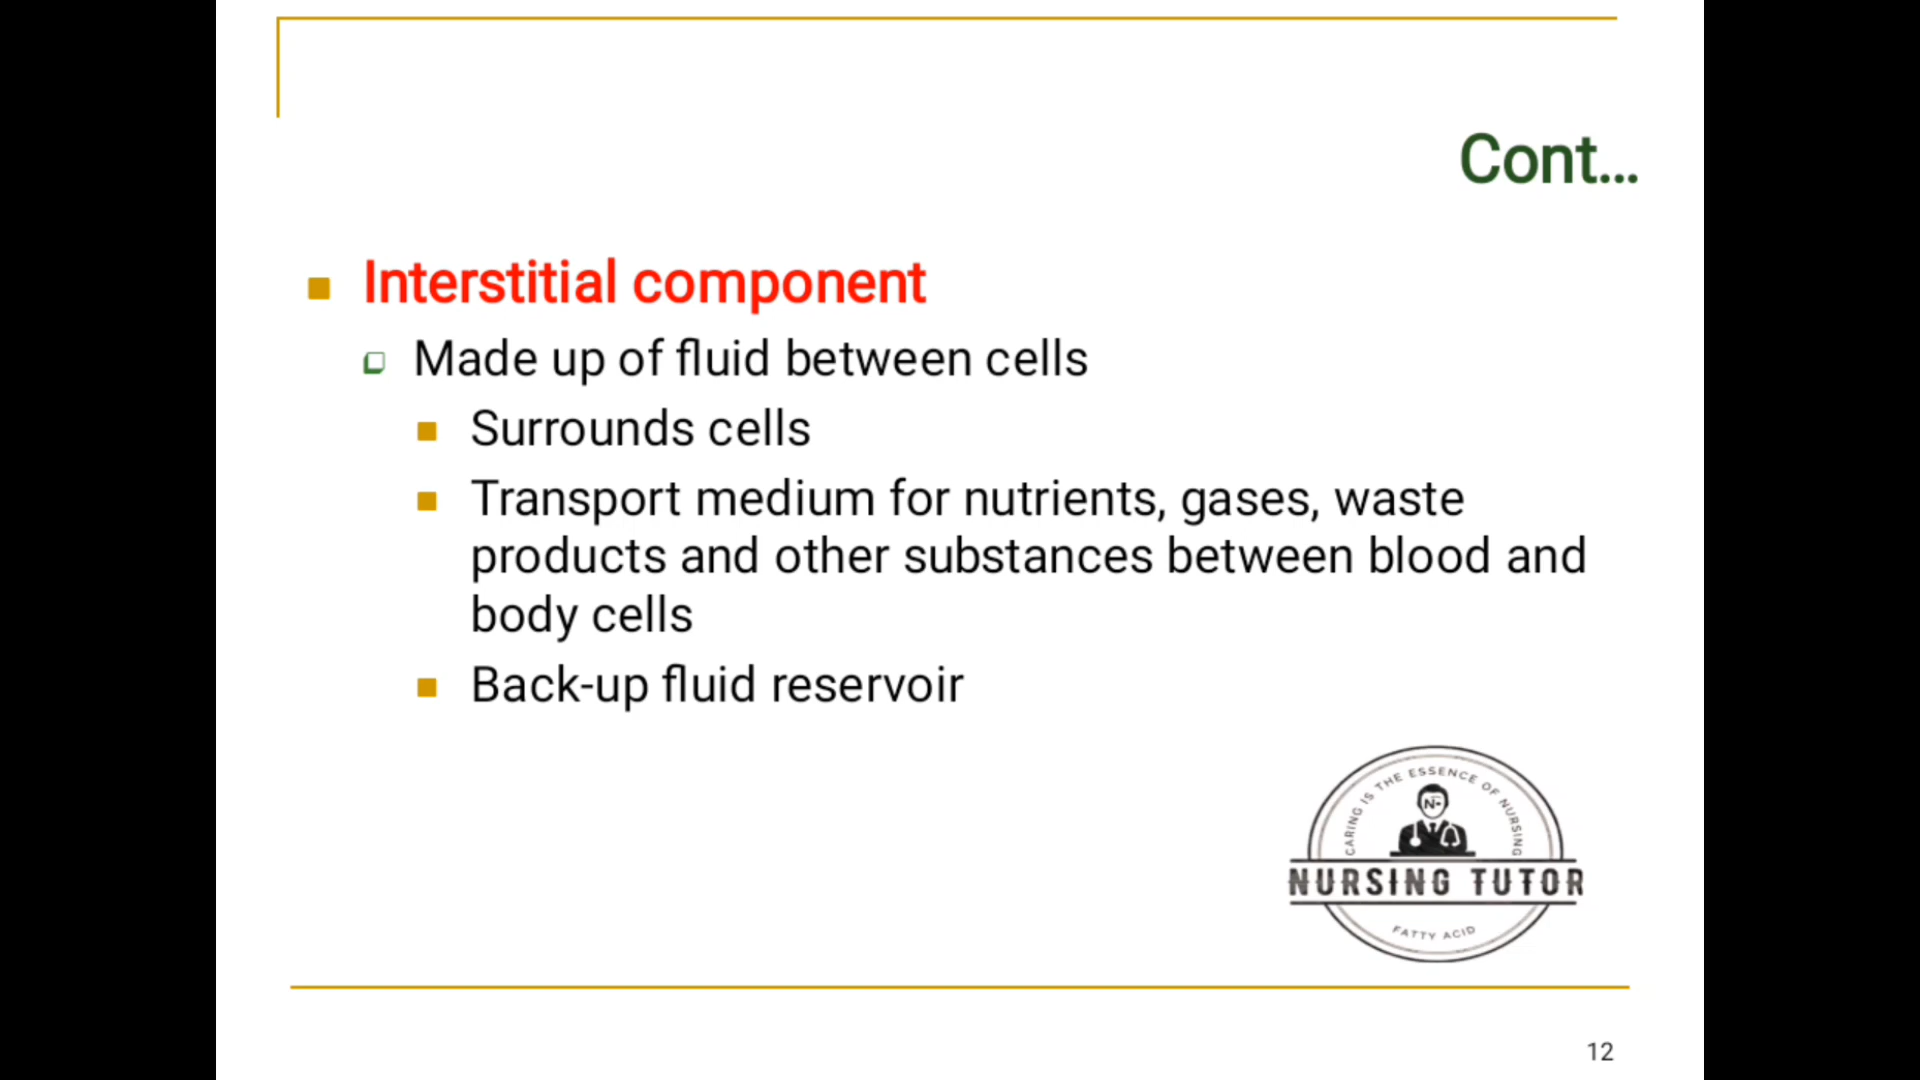 Cont...
Interstitial component
Made up of fluid between cells
Surrounds cells
Transport medium for nutrients, gases, waste
products and other substances between blood and
body cells
Back-up fluid reservoir
CARING IS THE ESSENCE OF NURSING
N
NURSING TUTOR
FATTY ACID
12